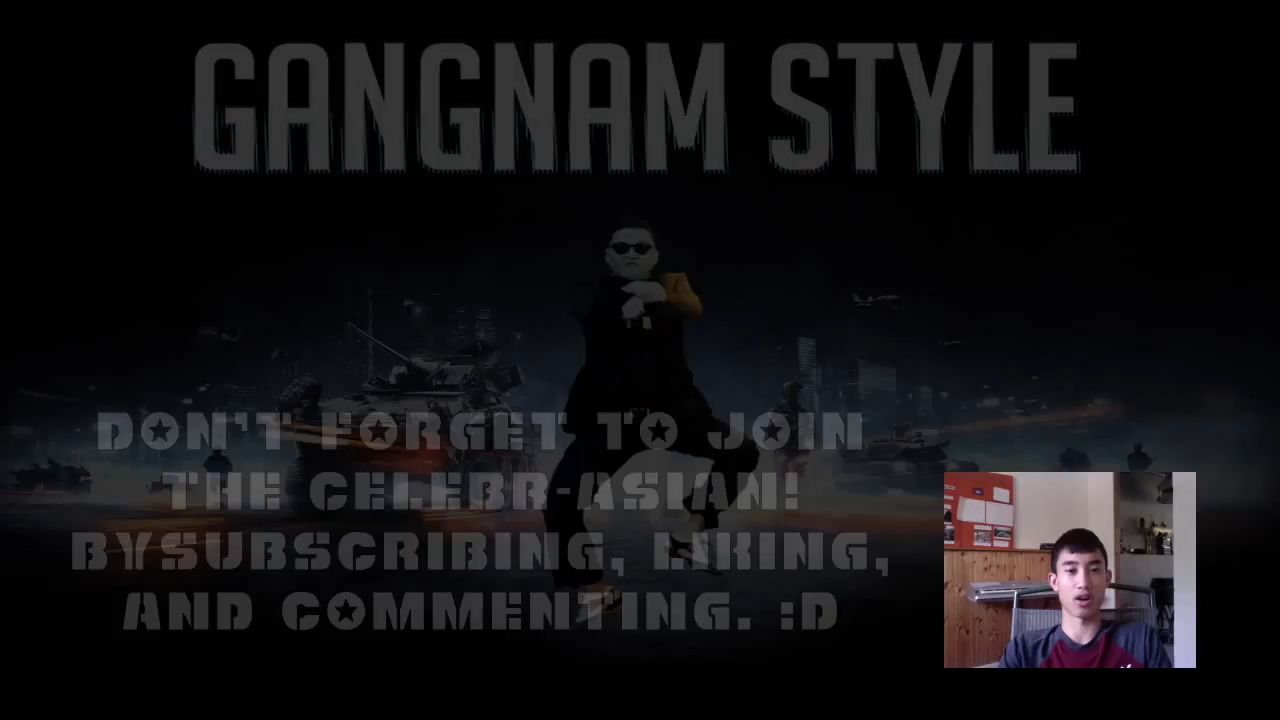 GANGNAM STYLE
DON'T FORGET TO JOIN
THE CELEBR-ASIAN!
BYSUBSCRIBING, LIKING,
AND COMMENTING. :D